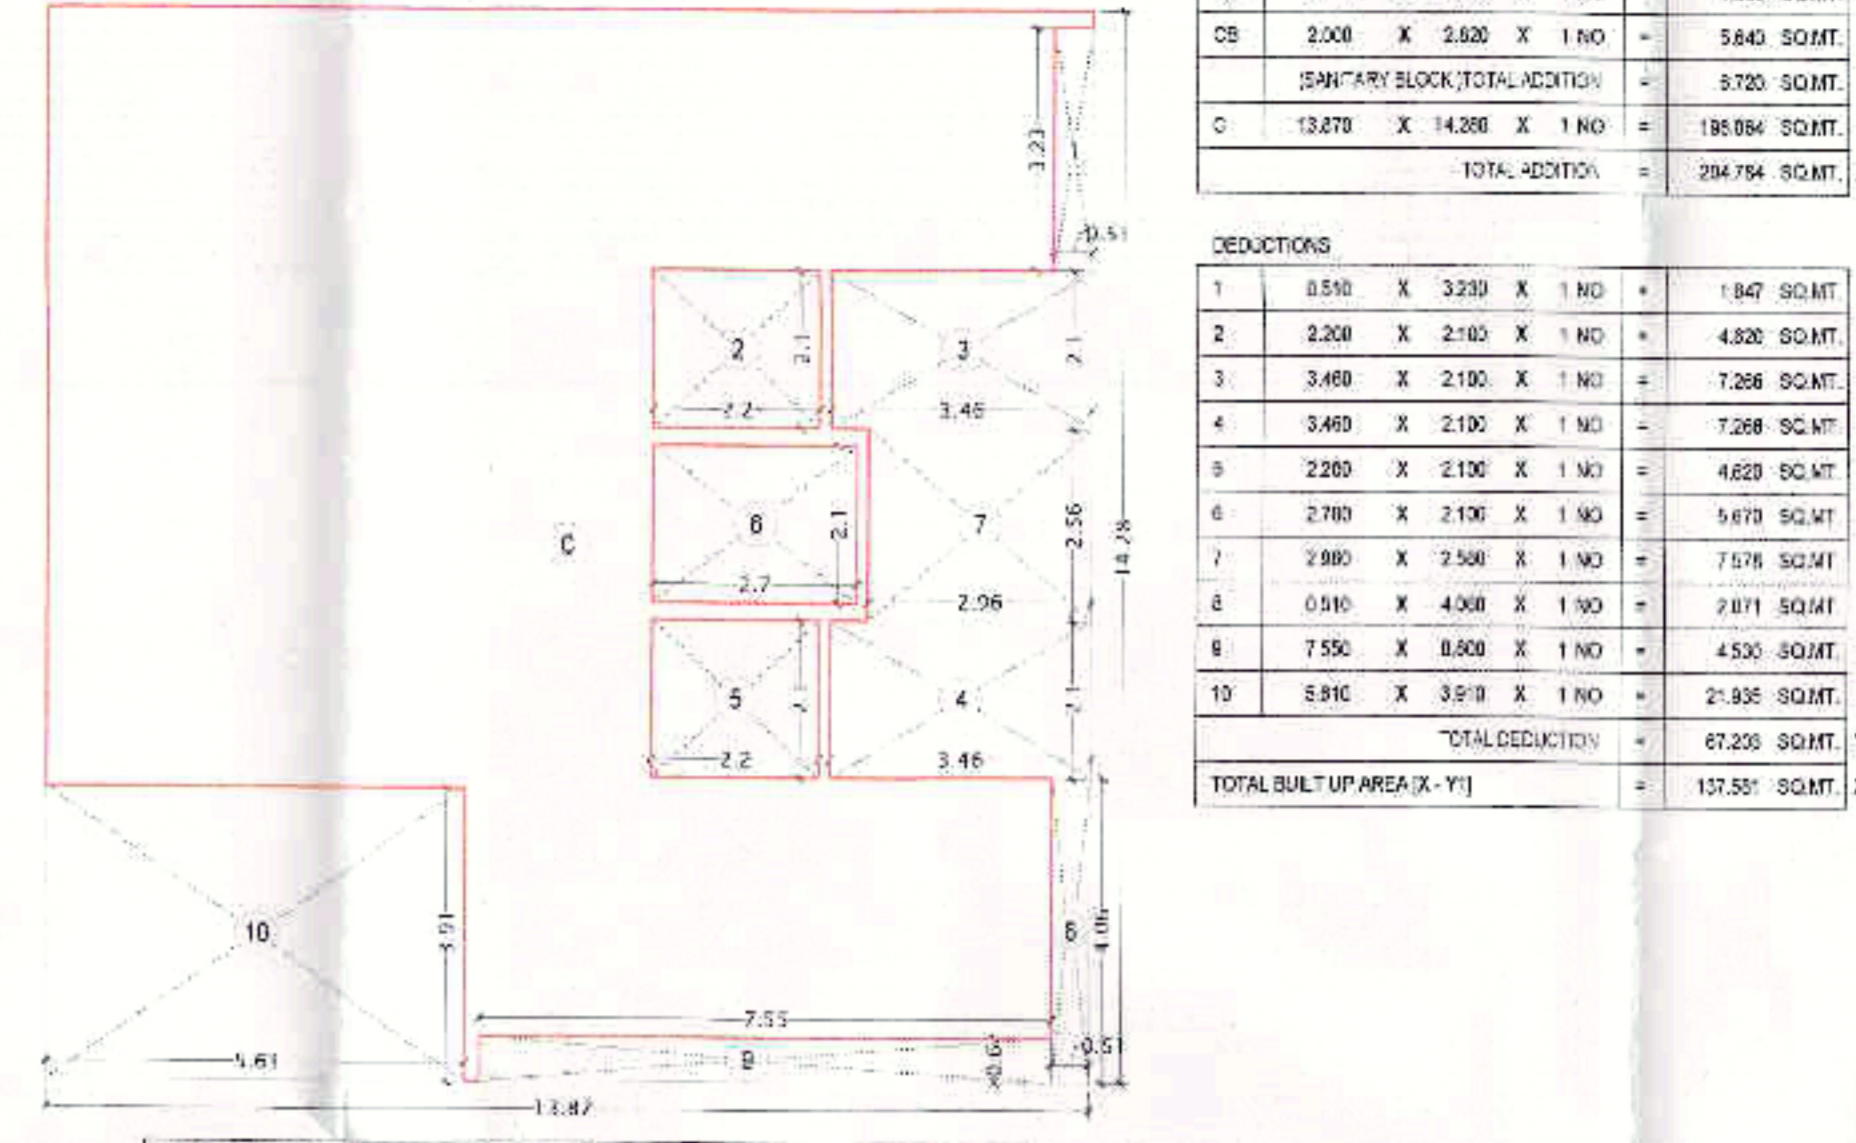 CB 2.000 X 2.820 X 1 NO = 5.640 SQ.MT.
(SANITARY BLOCK) TOTAL ADDITION = 6.720 SQ.MT.
C 13.870 X 14.280 X 1 NO = 198.064 SQ.MT.
TOTAL ADDITION = 204.784 SQ.MT.
DEDUCTIONS
1 0.510 X 3.230 X 1 NO = 1.647 SQ.MT.
2 2.200 X 2.100 X 1 NO = 4.620 SQ.MT.
3 3.460 X 2.100 X 1 NO = 7.266 SQ.MT.
4 3.460 X 2.100 X 1 NO = 7.266 SQ.MT.
5 2.200 X 2.100 X 1 NO = 4.620 SQ.MT.
6 2.700 X 2.100 X 1 NO = 5.670 SQ.MT.
7 2.960 X 2.560 X 1 NO = 7.578 SQ.MT.
8 0.510 X 4.060 X 1 NO = 2.071 SQ.MT.
9 7.550 X 0.600 X 1 NO = 4.530 SQ.MT.
10 5.610 X 3.910 X 1 NO = 21.935 SQ.MT.
TOTAL DEDUCTION = 67.203 SQ.MT.
TOTAL BUILT UP AREA [X - Y1] = 137.581 SQ.MT.
3.23
0.51
2
2.1
2.2
3
2.1
3.46
C
6
2.1
2.7
7
2.56
2.96
14.28
5
2.1
2.2
4
2.1
3.46
10
3.91
5.61
8
4.06
7.55
9
0.6
0.51
13.87